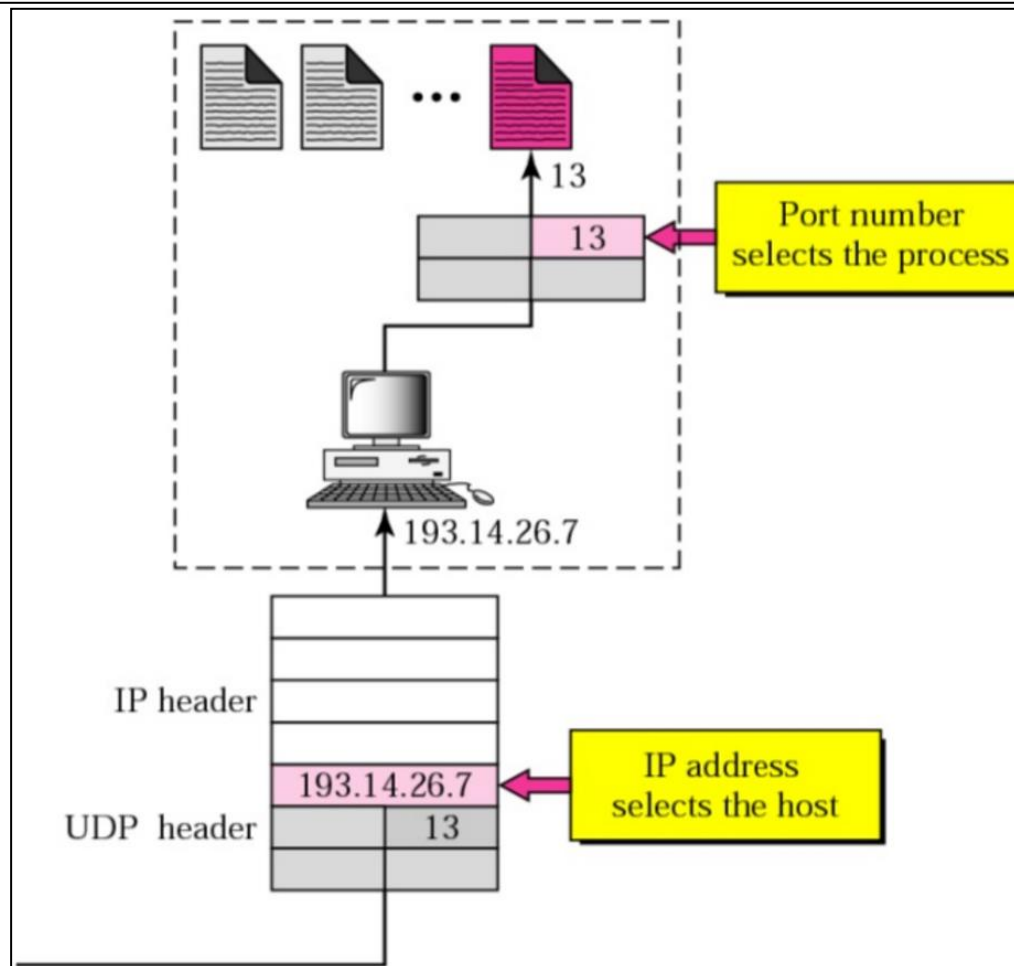 13
13
Port number
selects the process
193.14.26.7
IP header
193.14.26.7
IP address
selects the host
UDP header
13